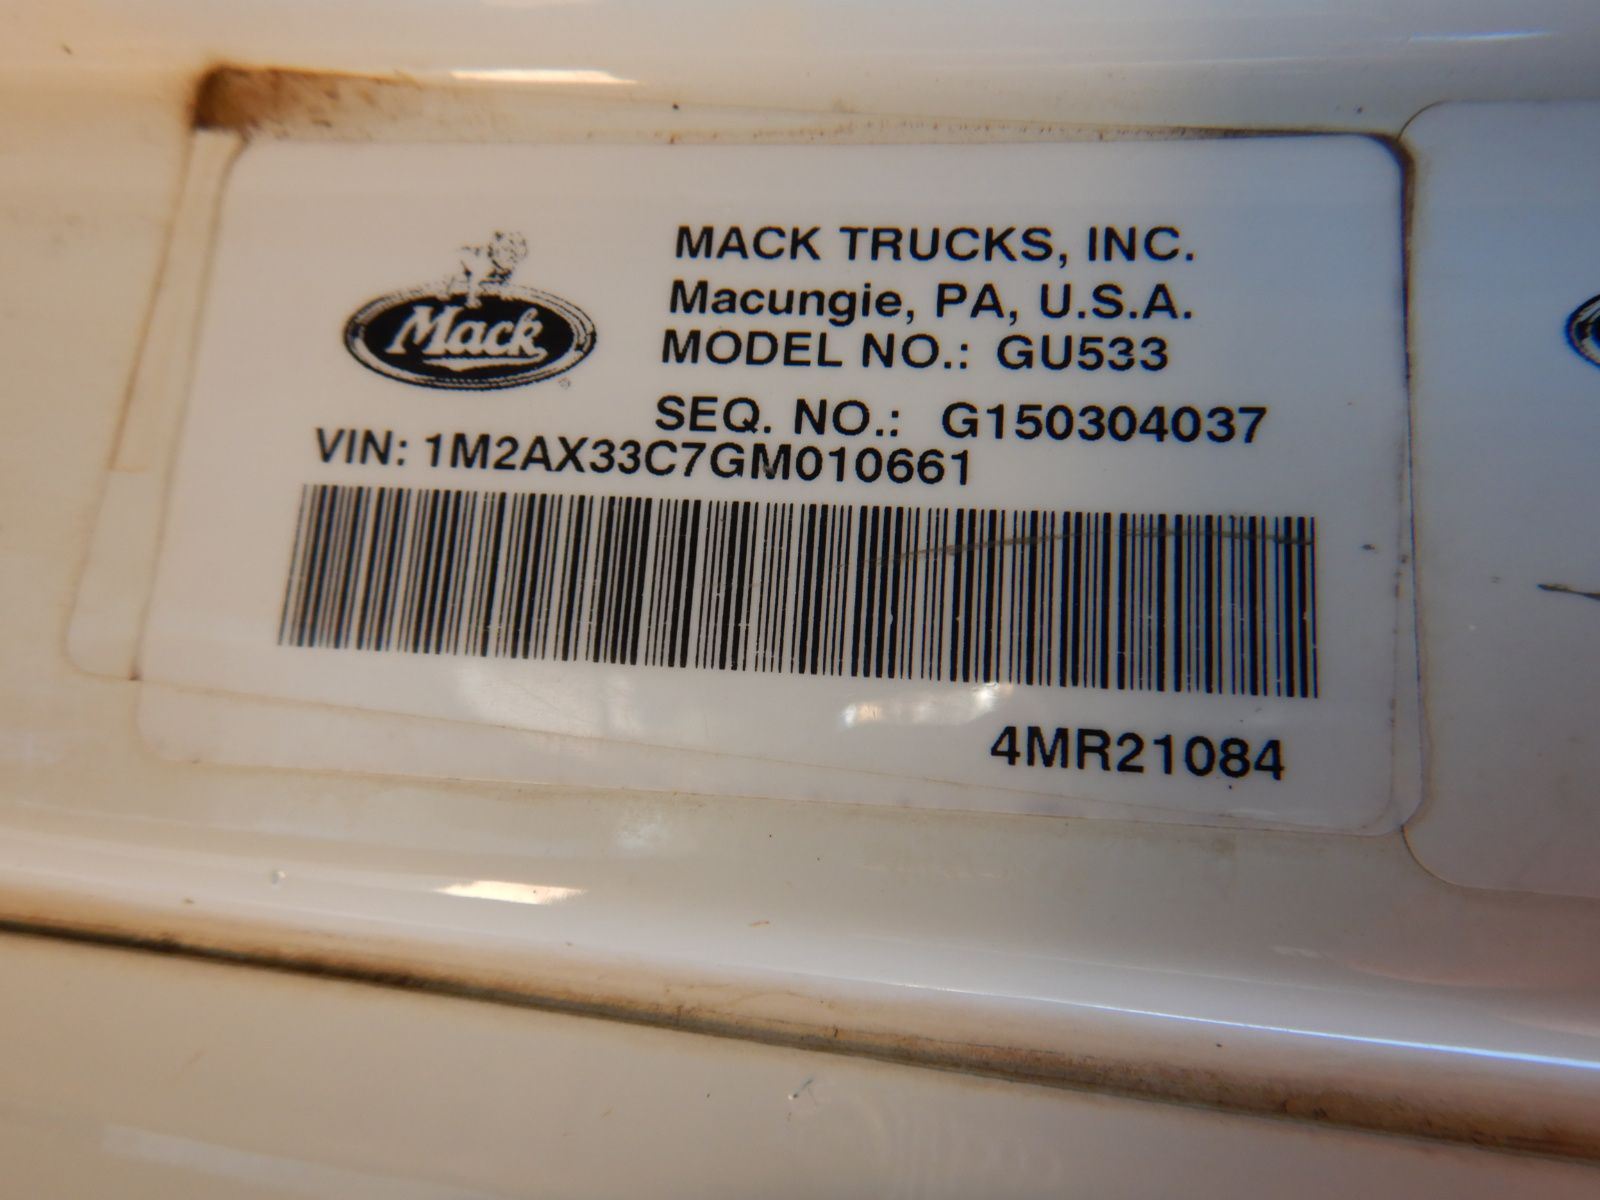 Mack
MACK TRUCKS, INC.
Macungie, PA, U.S.A.
MODEL NO.: GU533
SEQ. NO.: G150304037
VIN: 1M2AX33C7GM010661
4MR21084